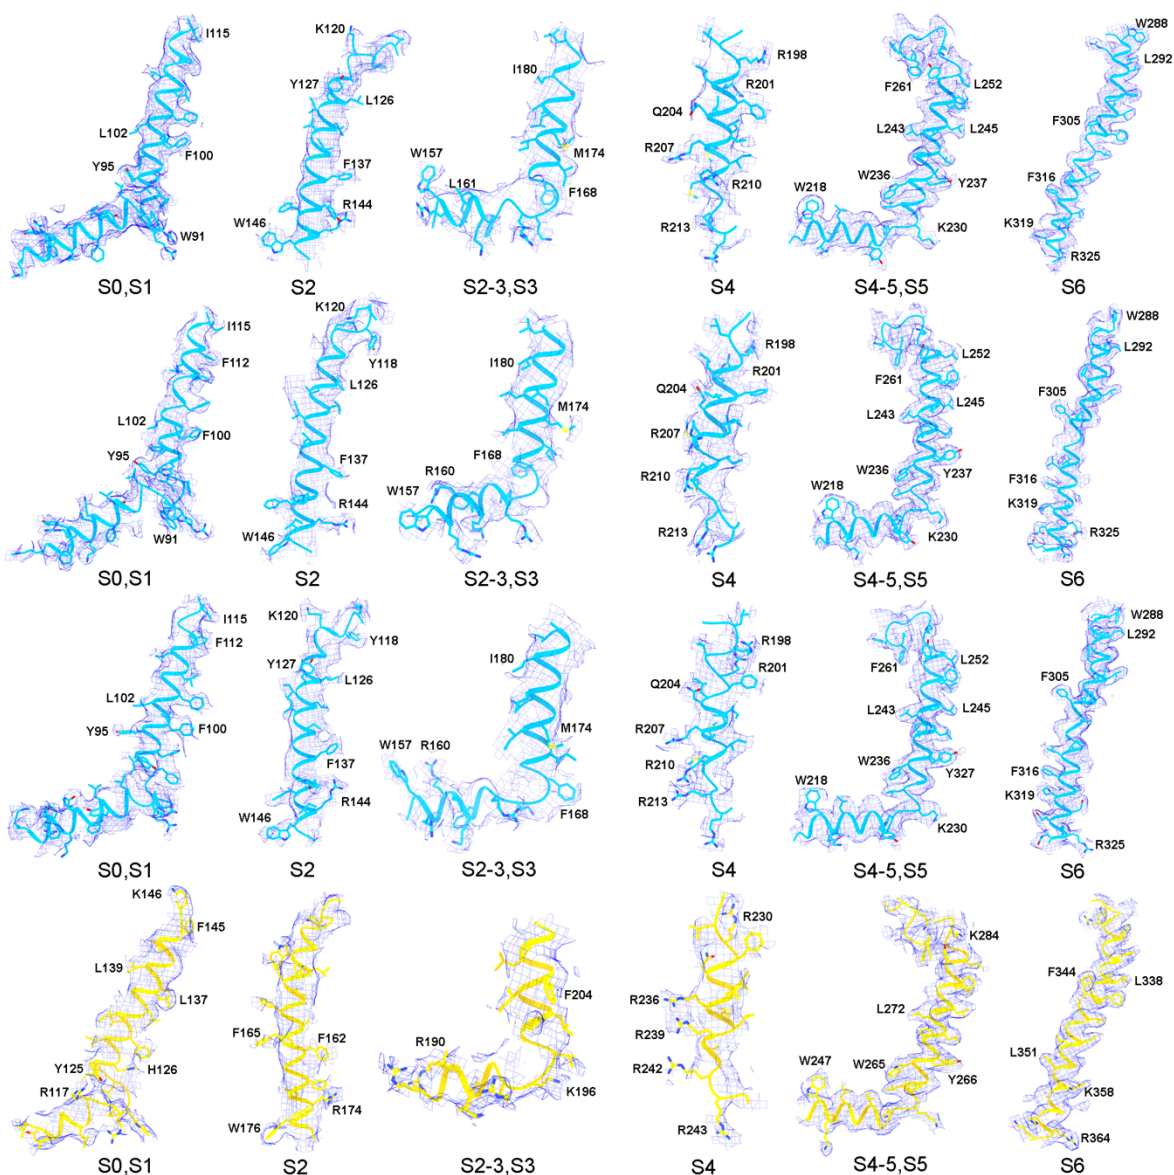 I115
L102
F100
Y95
W91
S0,S1
K120
Y127
L126
F137
R144
W146
S2
I180
M174
W157
L161
F168
S2-3,S3
R198
R201
Q204
R207
R210
R213
S4
F261
L252
L243
L245
W236
Y237
W218
K230
S4-5,S5
W288
L292
F305
F316
K319
R325
S6
I115
F112
L102
F100
Y95
W91
S0,S1
K120
Y118
L126
F137
R144
W146
S2
I180
M174
F168
R160
W157
S2-3,S3
R198
R201
Q204
R207
R210
R213
S4
L252
F261
L243
L245
W236
Y237
W218
K230
S4-5,S5
W288
L292
F305
F316
K319
R325
S6
I115
F112
L102
F100
Y95
S0,S1
K120
Y118
Y127
L126
F137
R144
W146
S2
I180
M174
W157
R160
F168
S2-3,S3
R198
R201
Q204
R207
R210
R213
S4
F261
L252
L243
L245
W236
Y327
W218
K230
S4-5,S5
W288
L292
F305
F316
K319
R325
S6
K146
F145
L139
L137
Y125
H126
R117
S0,S1
F165
F162
R174
W176
S2
F204
R190
K196
S2-3,S3
R230
R236
R239
R242
R243
S4
K284
L272
W247
W265
Y266
S4-5,S5
F344
L338
L351
K358
R364
S6